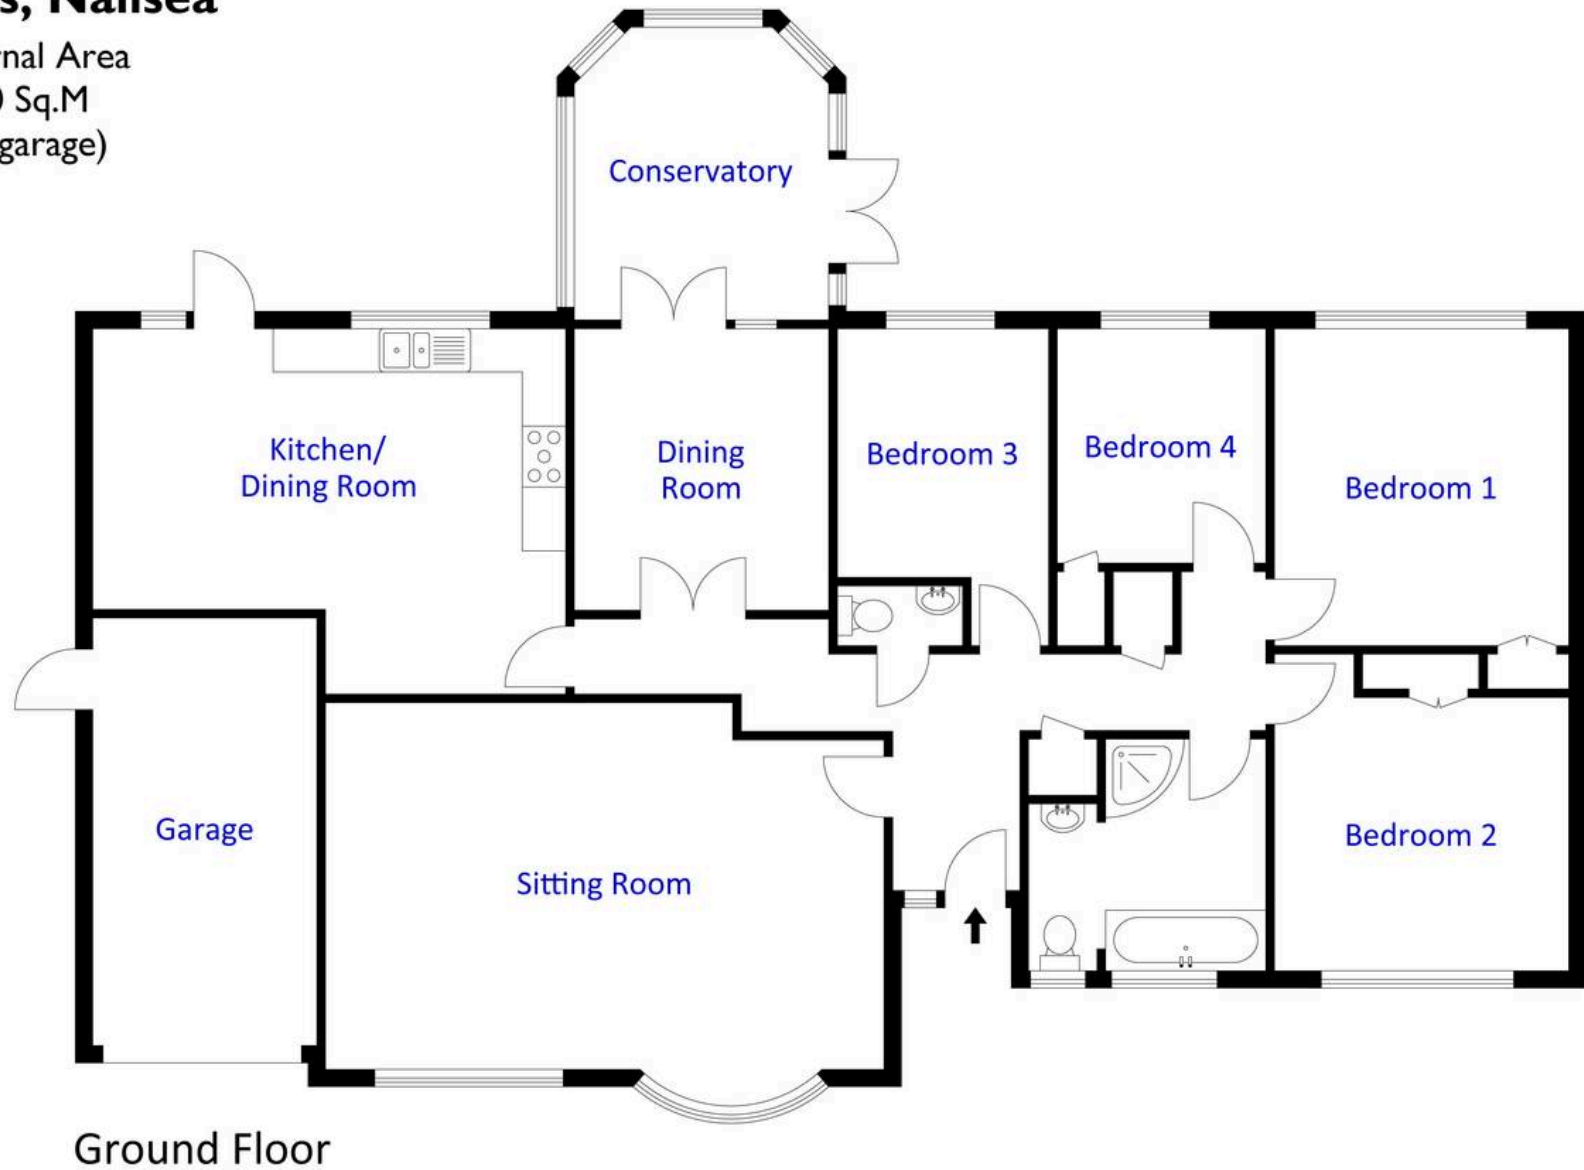 Nailsea
Area
Sq.M
garage)
Conservatory
Kitchen/
Dining Room
Dining
Room
Bedroom 3
Bedroom 4
Bedroom 1
Garage
Sitting Room
Bedroom 2
Ground Floor